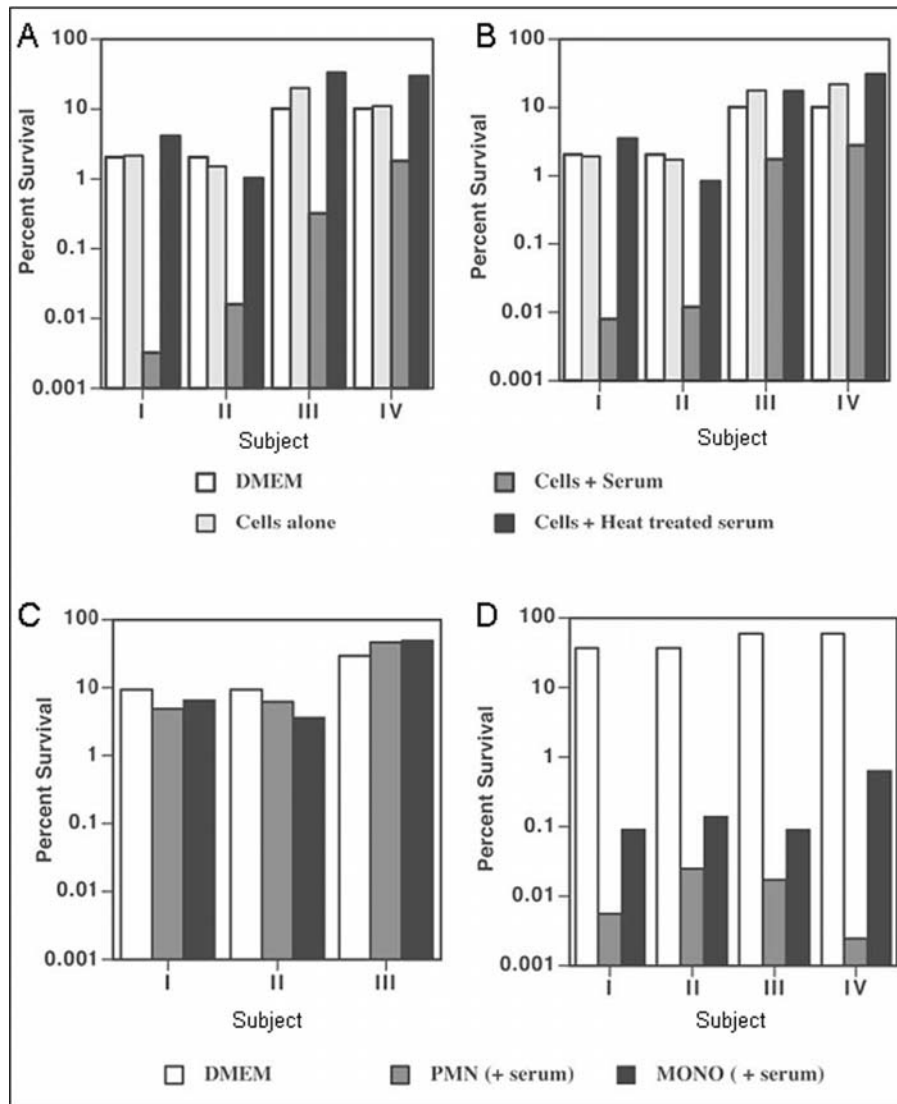 A
B
Percent Survival
100
10
1
0.1
0.01
0.001
I II III IV
Subject
Percent Survival
100
10
1
0.1
0.01
0.001
I II III IV
Subject
DMEM
Cells + Serum
Cells alone
Cells + Heat treated serum
C
D
Percent Survival
100
10
1
0.1
0.01
0.001
I II III
Subject
Percent Survival
100
10
1
0.1
0.01
0.001
I II III IV
Subject
DMEM
PMN (+ serum)
MONO ( + serum)